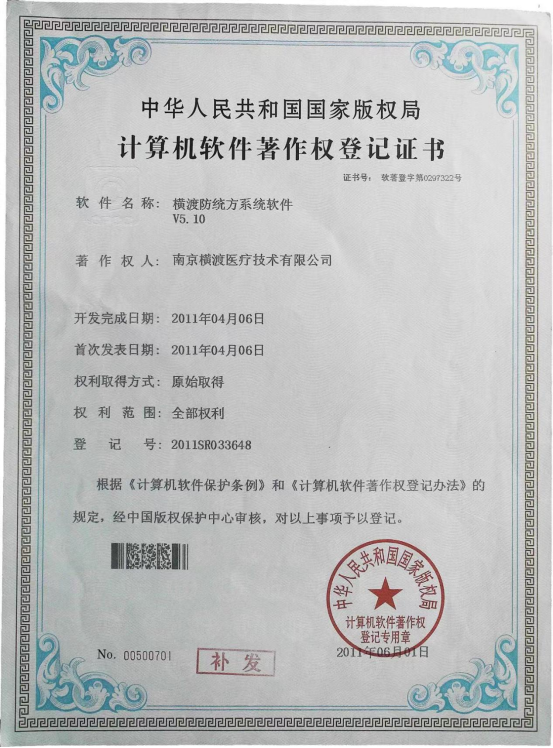 中华人民共和国国家版权局
计算机软件著作权登记证书
证书号： 软著登字第0297322号
软件名称： 横渡防统方系统软件
V5.10
著作权人： 南京横渡医疗技术有限公司
开发完成日期： 2011年04月06日
首次发表日期： 2011年04月06日
权利取得方式： 原始取得
权利范围： 全部权利
登记号： 2011SR033648
根据《计算机软件保护条例》和《计算机软件著作权登记办法》的
规定，经中国版权保护中心审核，对以上事项予以登记。
中华人民共和国国家版权局
计算机软件著作权
登记专用章
2011年06月01日
No. 00500701
补发